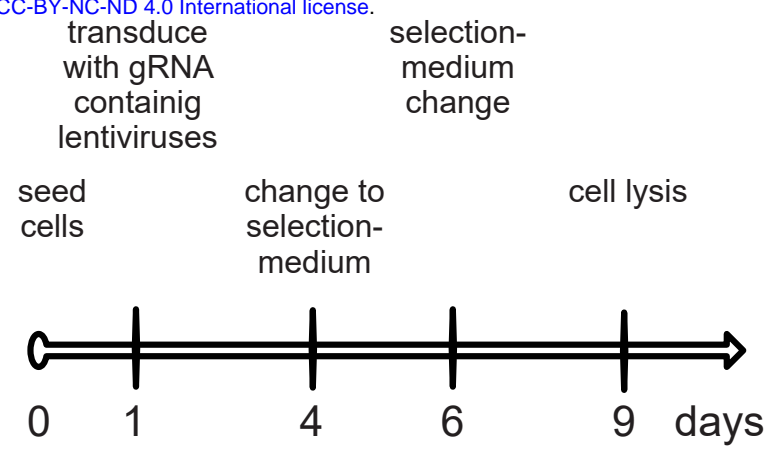 CC-BY-NC-ND 4.0 International license.
transduce
with gRNA
containig
lentiviruses
selection-
medium
change
seed
cells
change to
selection-
medium
cell lysis
0 1 4 6 9 days